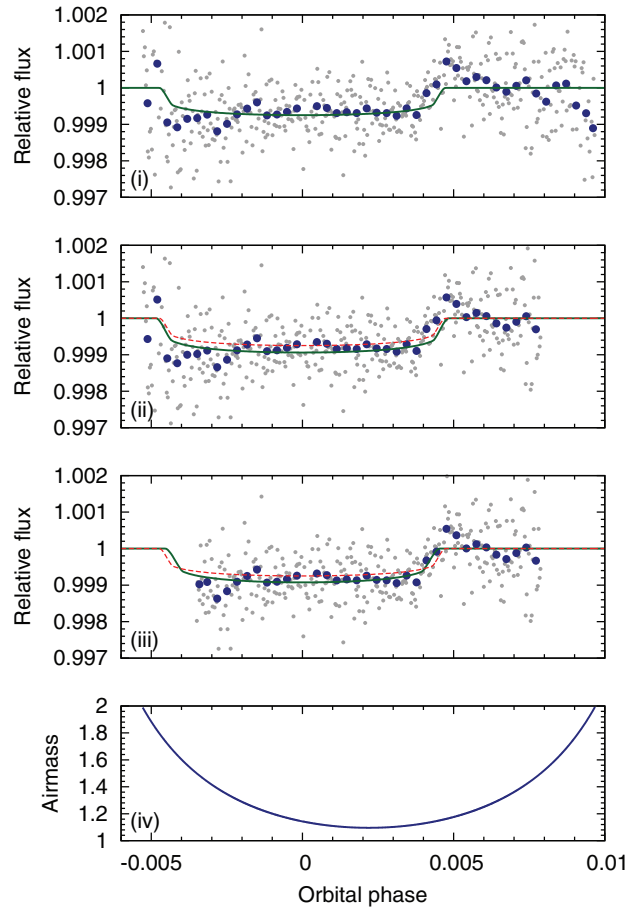 1.002
1.001
1
0.999
0.998
0.997
Relative flux
(i)
1.002
1.001
1
0.999
0.998
0.997
Relative flux
(ii)
1.002
1.001
1
0.999
0.998
0.997
Relative flux
(iii)
2
1.8
1.6
1.4
1.2
1
Airmass
(iv)
-0.005 0 0.005 0.01
Orbital phase